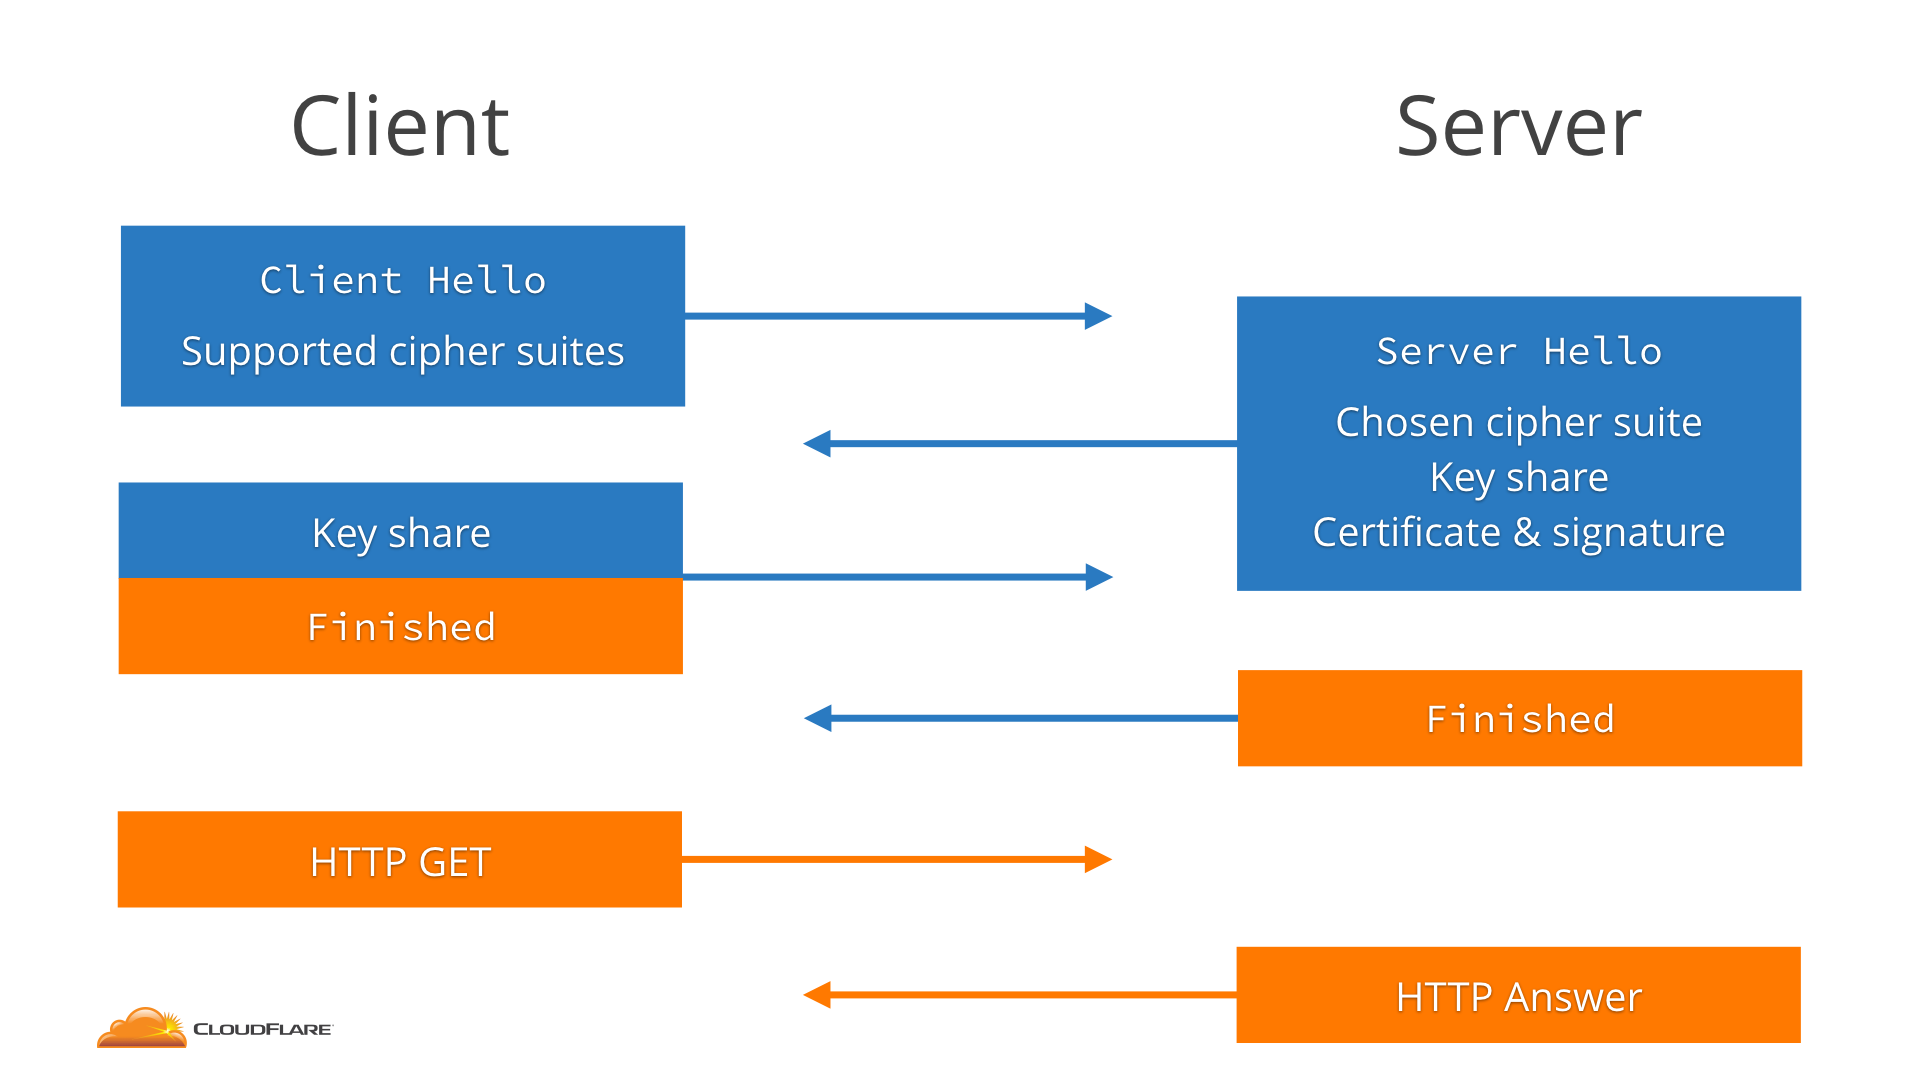 Client
Server
Client Hello
Supported cipher suites
Server Hello
Chosen cipher suite
Key share
Certificate & signature
Key share
Finished
Finished
HTTP GET
HTTP Answer
CLOUDFLARE